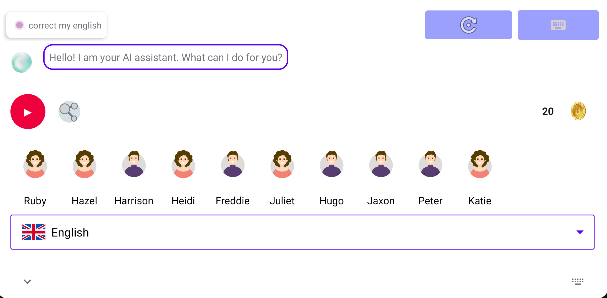 correct my english
Hello! I am your AI assistant. What can I do for you?
20
Ruby Hazel Harrison Heidi Freddie Juliet Hugo Jaxon Peter Katie
English